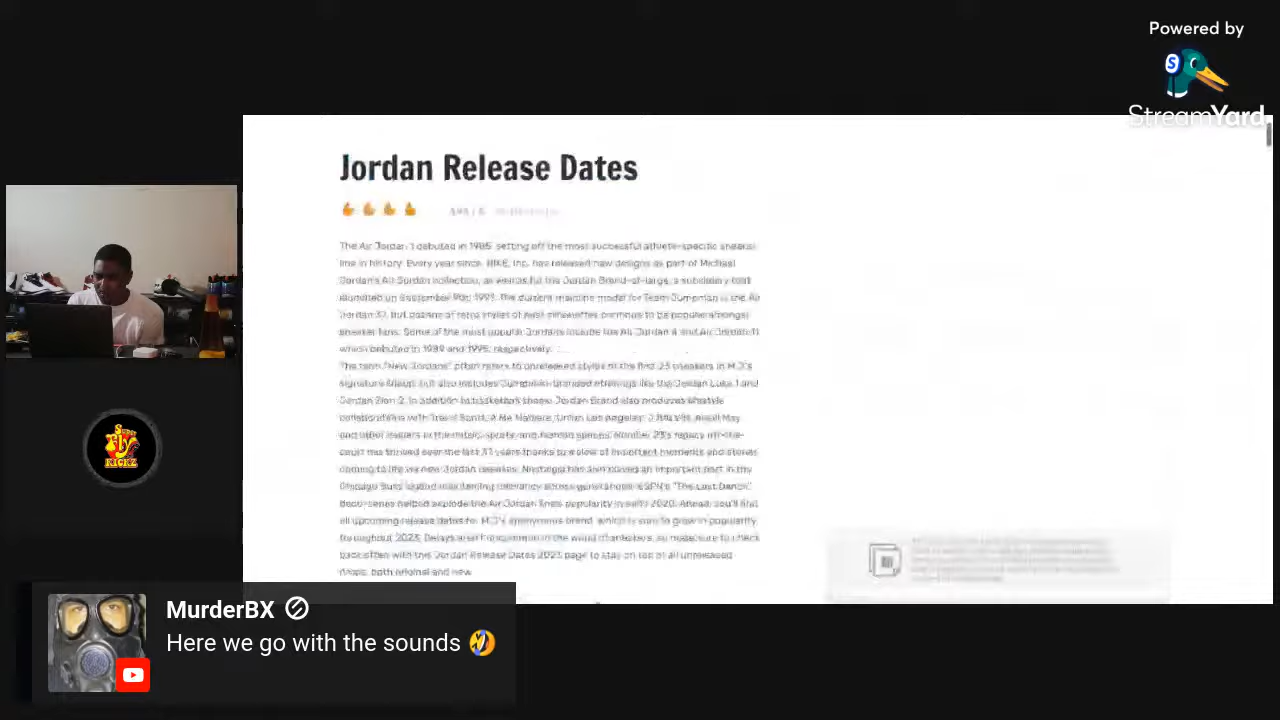 Powered by
StreamYard
Jordan Release Dates
The Air Jordan 1 debuted in 1985, setting off the most successful athlete-specific sneaker
line in history. Every year since, NIKE, Inc. has released new designs as part of Michael
Jordan's Air Jordan collection, as well as for the Jordan Brand-at-large, a subsidiary that
launched on September 9th, 1997. The current mainline model for Team Jumpman is the Air
Jordan 37, but dozens of retro styles of past silhouettes continue to be popular amongst
sneaker fans. Some of the most popular Jordans include the Air Jordan 4 and Air Jordan 11
which debuted in 1989 and 1995, respectively.
The term "New Jordans" often refers to unreleased styles of the first 23 sneakers in MJ's
signature lineup, but also includes Jumpman-branded offerings like the Jordan Luka 1 and
Jordan Zion 2. In addition to basketball shoes, Jordan Brand also produces lifestyle
collaborations with Travis Scott, A Ma Maniere, Union Los Angeles, J Balvin,
and other leaders in the music, sports, and fashion spaces. Number 23's legacy off-the-
court has thrived over the last 37 years thanks to a slew of important moments and stories
coming to life via new Jordan releases. Nostalgia has also played an important part in the
Chicago Bulls legend maintaining relevancy across generations. ESPN's "The Last Dance"
docu-series helped explode the Air Jordan line's popularity in early 2020. Ahead, you'll find
all upcoming release dates for MJ's eponymous brand, which is sure to grow in popularity
throughout 2023. Delays aren't uncommon in the world of sneakers, so make sure to check
back often with this Jordan Release Dates 2023 page to stay on top of all unreleased
drops, both original and new.
Super
Fly
KICKZ
MurderBX
Here we go with the sounds 🤣